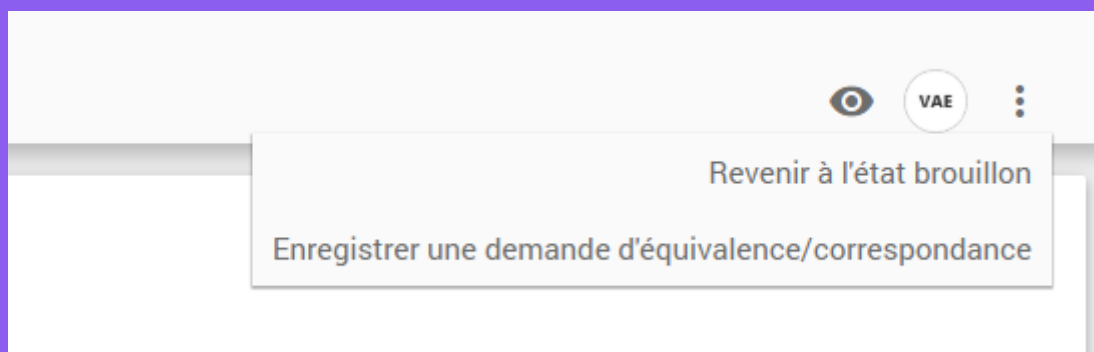 VAE
Revenir à l'état brouillon
Enregistrer une demande d'équivalence/correspondance